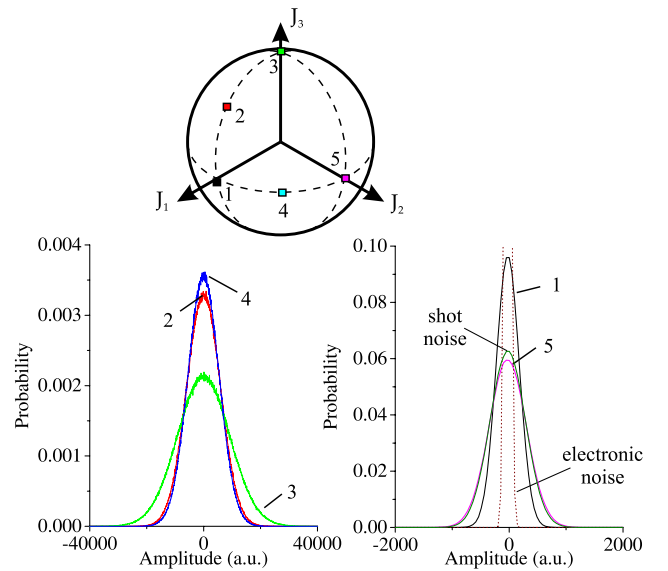 J3
3
2
5
J1
1
4
J2
0.004
0.003
0.002
0.001
0.000
Probability
4
2
3
-40000
0
40000
Amplitude (a.u.)
0.10
0.08
0.06
0.04
0.02
0.00
Probability
1
shot
noise
5
electronic
noise
-2000
0
2000
Amplitude (a.u.)